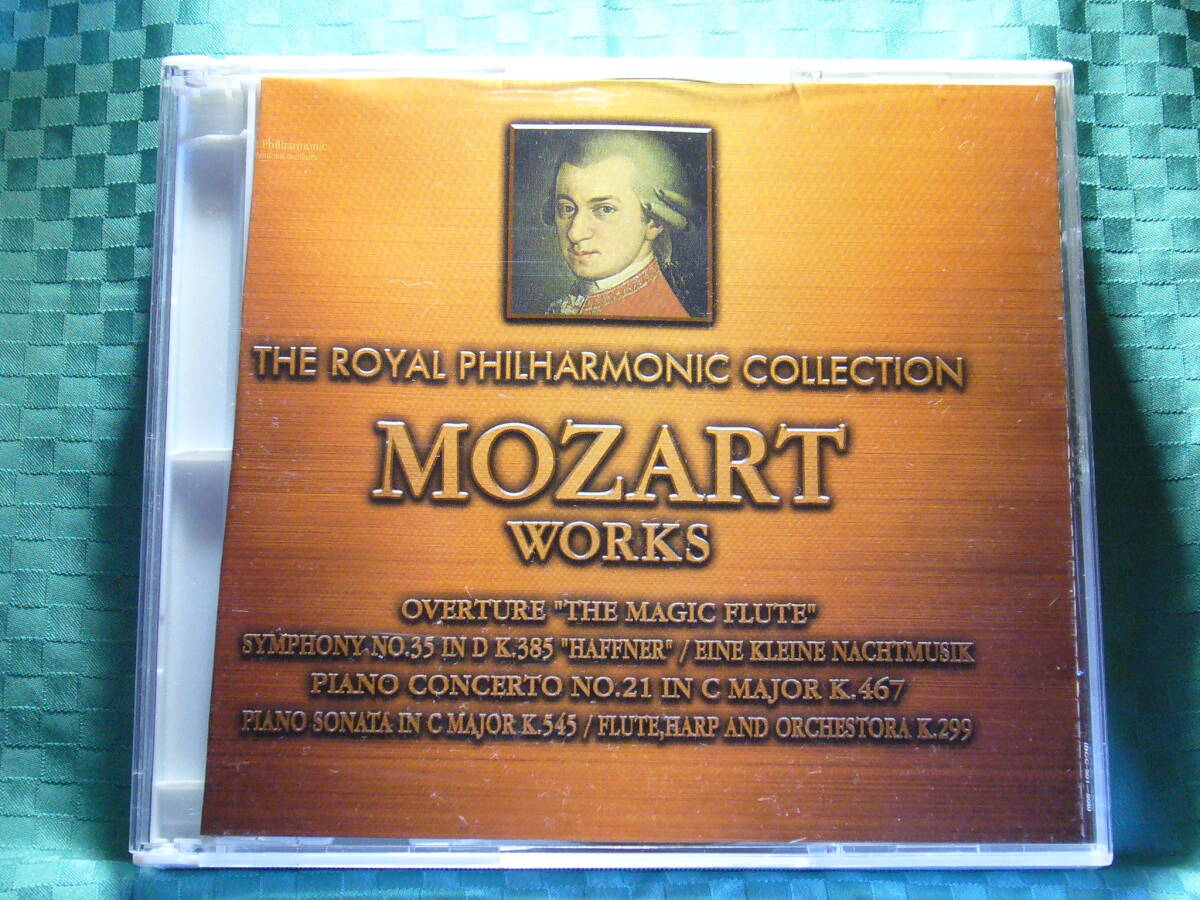 Philharmonic
THE ROYAL PHILHARMONIC COLLECTION
MOZART
WORKS
OVERTURE "THE MAGIC FLUTE"
SYMPHONY NO.35 IN D K.385 "HAFFNER" / EINE KLEINE NACHTMUSIK
PIANO CONCERTO NO.21 IN C MAJOR K.467
PIANO SONATA IN C MAJOR K.545 / FLUTE,HARP AND ORCHESTORA K.299